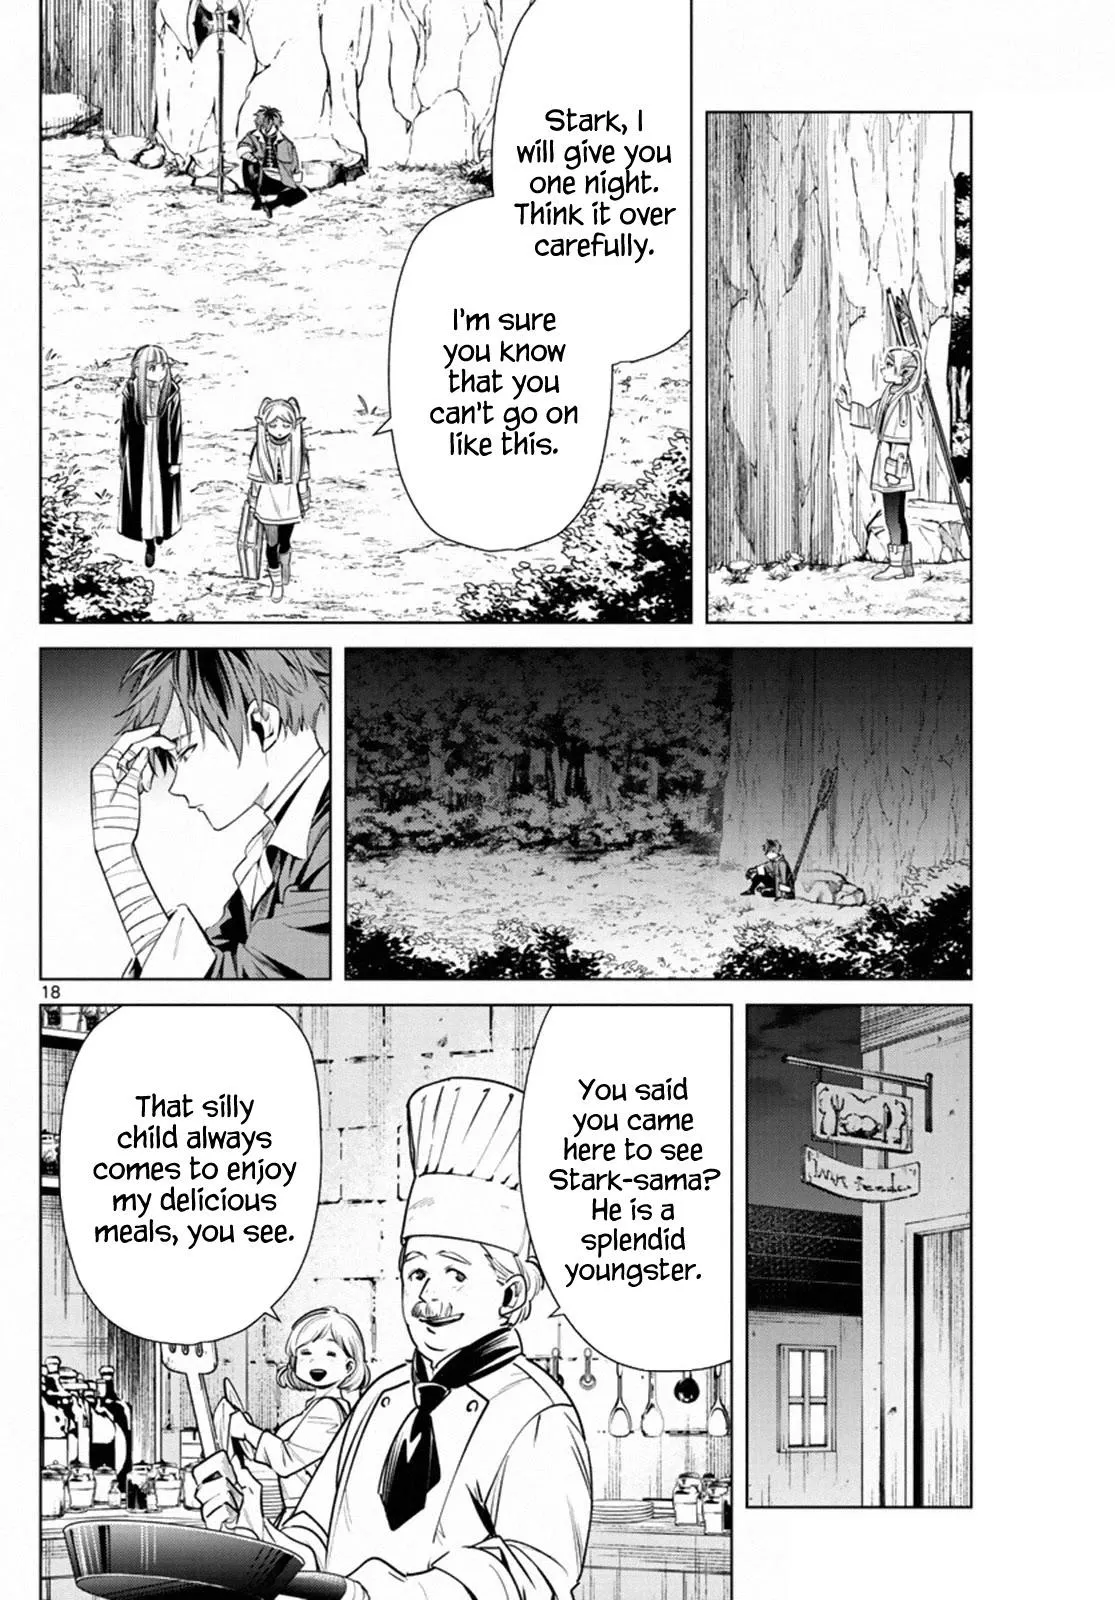 Stark, I
will give you
one night.
Think it over
carefully.
I'm sure
you know
that you
can't go on
like this.
18
You said
you came
here to see
Stark-sama?
He is a
splendid
youngster.
That silly
child always
comes to enjoy
my delicious
meals, you see.